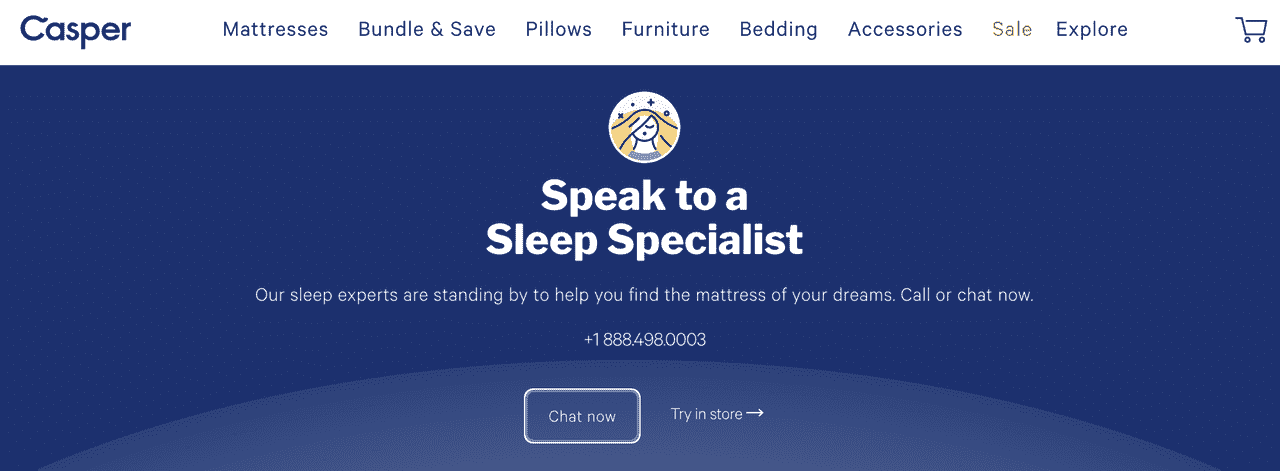 Casper Mattresses Bundle & Save Pillows Furniture Bedding Accessories Sale Explore
Speak to a
Sleep Specialist
Our sleep experts are standing by to help you find the mattress of your dreams. Call or chat now.
+1 888.498.0003
Chat now Try in store →